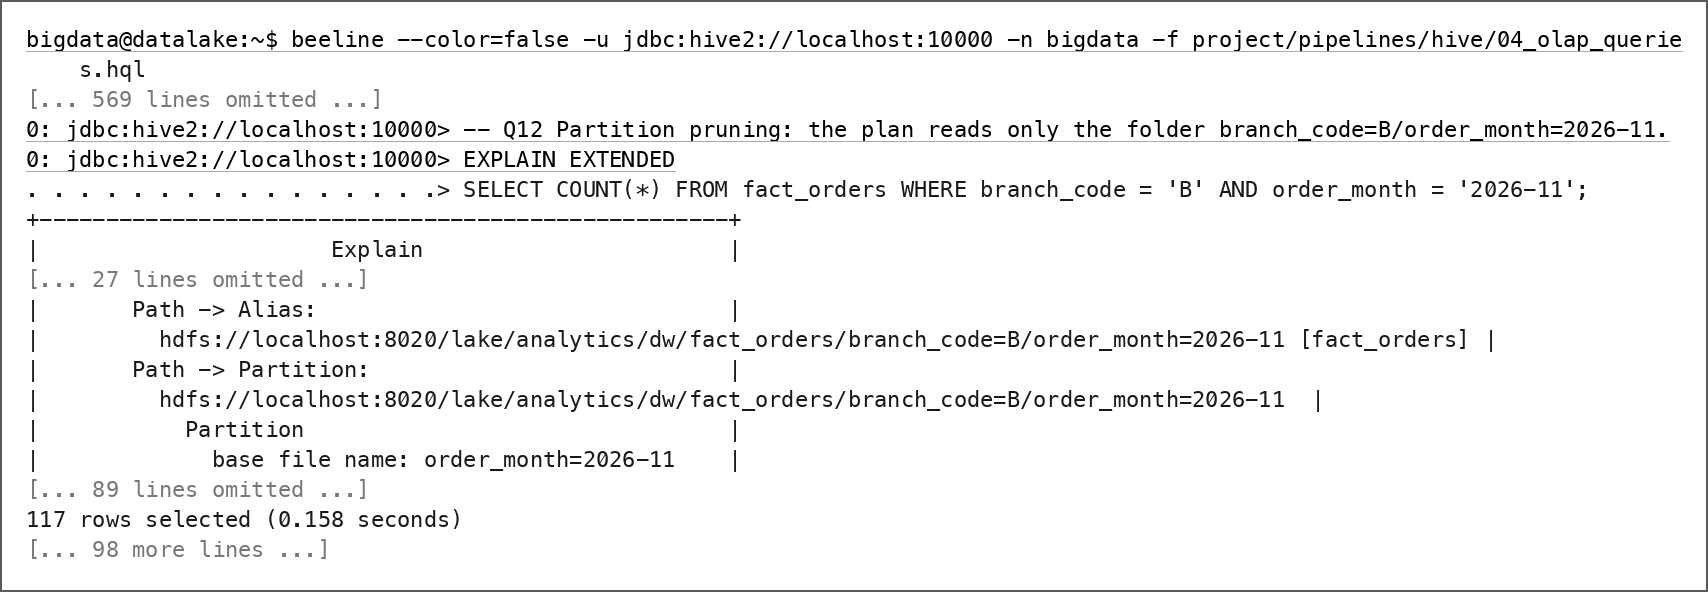 bigdata@datalake:~$ beeline --color=false -u jdbc:hive2://localhost:10000 -n bigdata -f project/pipelines/hive/04_olap_querie
    s.hql
[... 569 lines omitted ...]
0: jdbc:hive2://localhost:10000> -- Q12 Partition pruning: the plan reads only the folder branch_code=B/order_month=2026-11.
0: jdbc:hive2://localhost:10000> EXPLAIN EXTENDED
. . . . . . . . . . . . . . . .> SELECT COUNT(*) FROM fact_orders WHERE branch_code = 'B' AND order_month = '2026-11';
+----------------------------------------------------+
|                      Explain                       |
[... 27 lines omitted ...]
|       Path -> Alias:                               |
|         hdfs://localhost:8020/lake/analytics/dw/fact_orders/branch_code=B/order_month=2026-11 [fact_orders] |
|       Path -> Partition:                           |
|         hdfs://localhost:8020/lake/analytics/dw/fact_orders/branch_code=B/order_month=2026-11  |
|           Partition                                |
|             base file name: order_month=2026-11    |
[... 89 lines omitted ...]
117 rows selected (0.158 seconds)
[... 98 more lines ...]